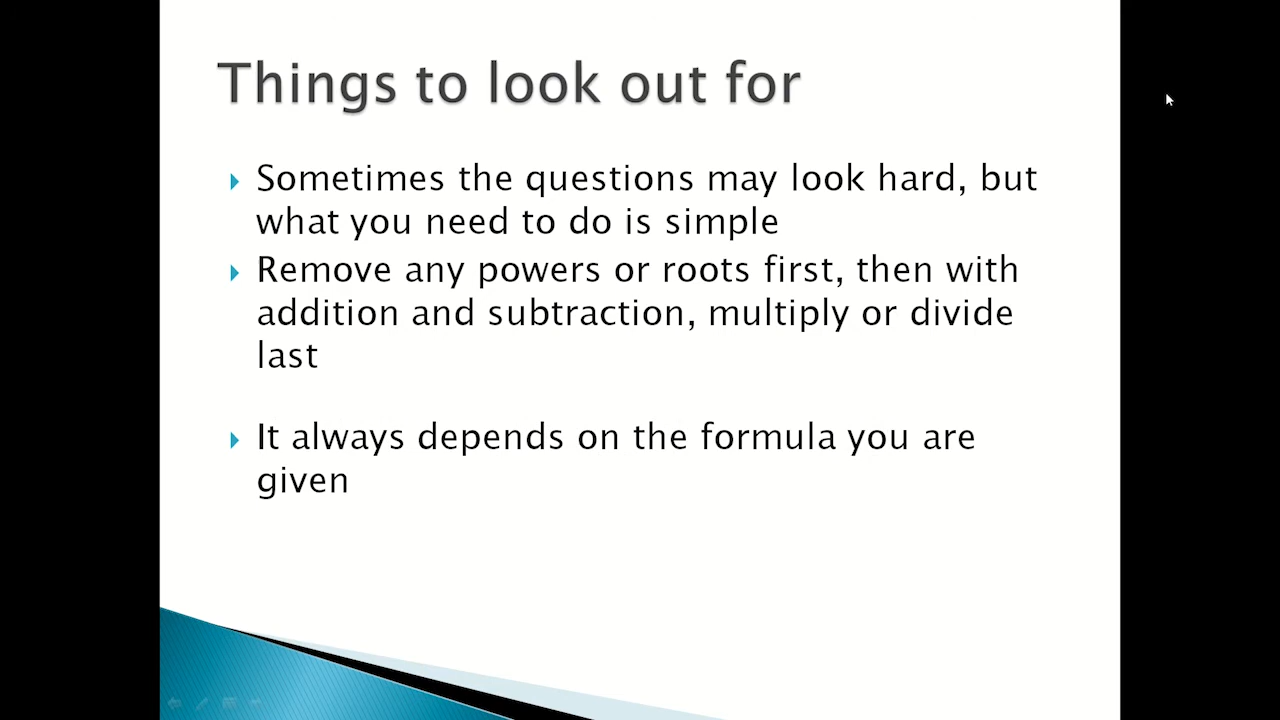 Things to look out for
Sometimes the questions may look hard, but
what you need to do is simple
Remove any powers or roots first, then with
addition and subtraction, multiply or divide
last
It always depends on the formula you are
given